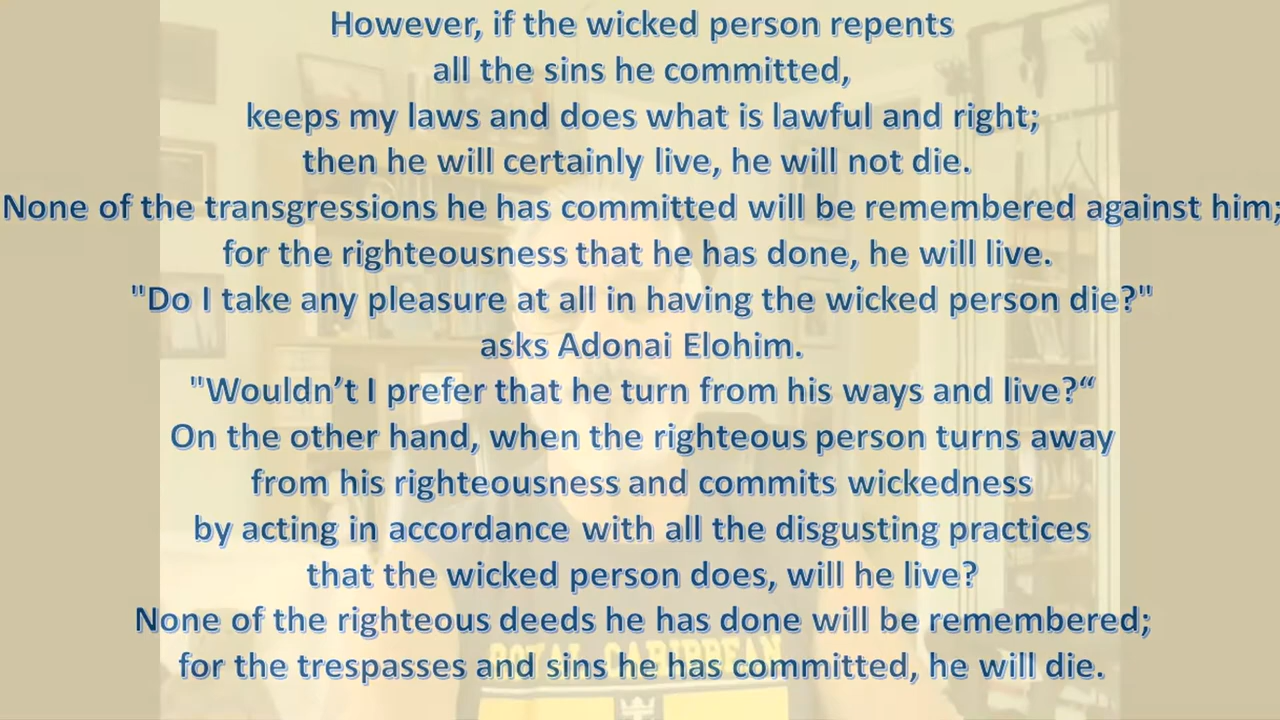 However, if the wicked person repents
all the sins he committed,
keeps my laws and does what is lawful and right;
then he will certainly live, he will not die.
None of the transgressions he has committed will be remembered against him;
for the righteousness that he has done, he will live.
"Do I take any pleasure at all in having the wicked person die?"
asks Adonai Elohim.
"Wouldn’t I prefer that he turn from his ways and live?“
On the other hand, when the righteous person turns away
from his righteousness and commits wickedness
by acting in accordance with all the disgusting practices
that the wicked person does, will he live?
None of the righteous deeds he has done will be remembered;
ROYAL CARIBBEAN
for the trespasses and sins he has committed, he will die.